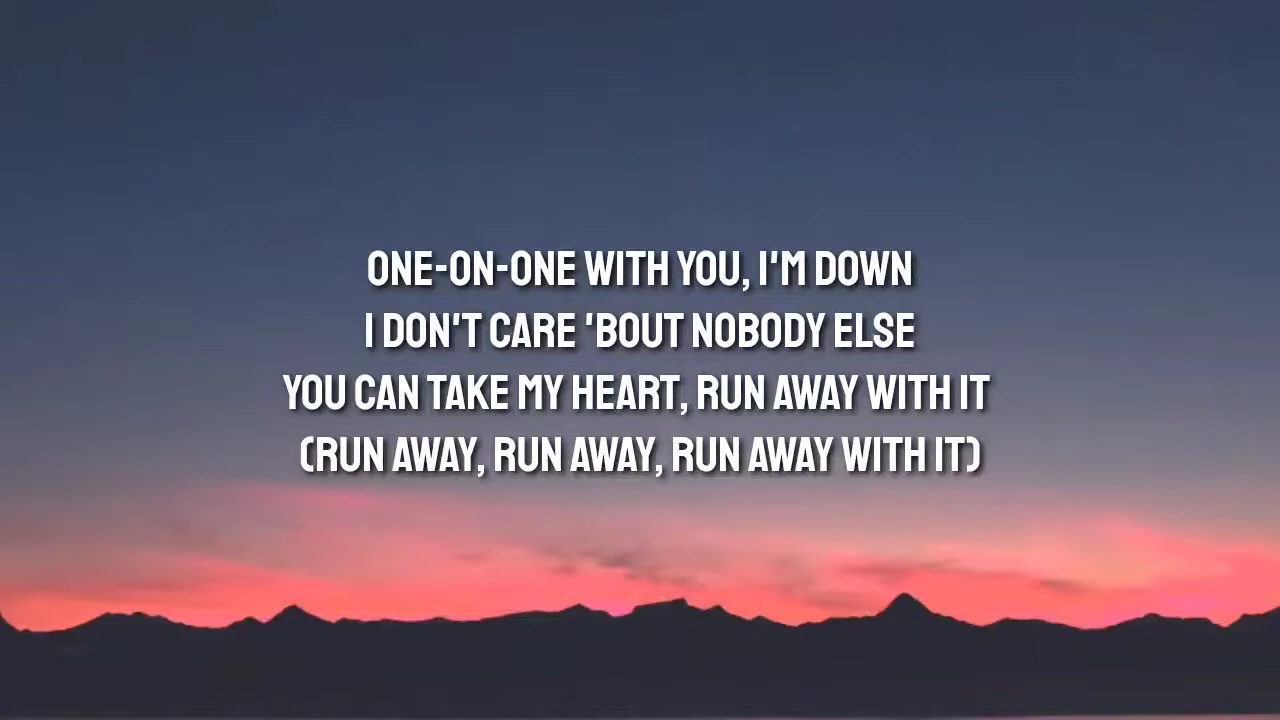 ONE-ON-ONE WITH YOU, I'M DOWN
I DON'T CARE 'BOUT NOBODY ELSE
YOU CAN TAKE MY HEART, RUN AWAY WITH IT
(RUN AWAY, RUN AWAY, RUN AWAY WITH IT)